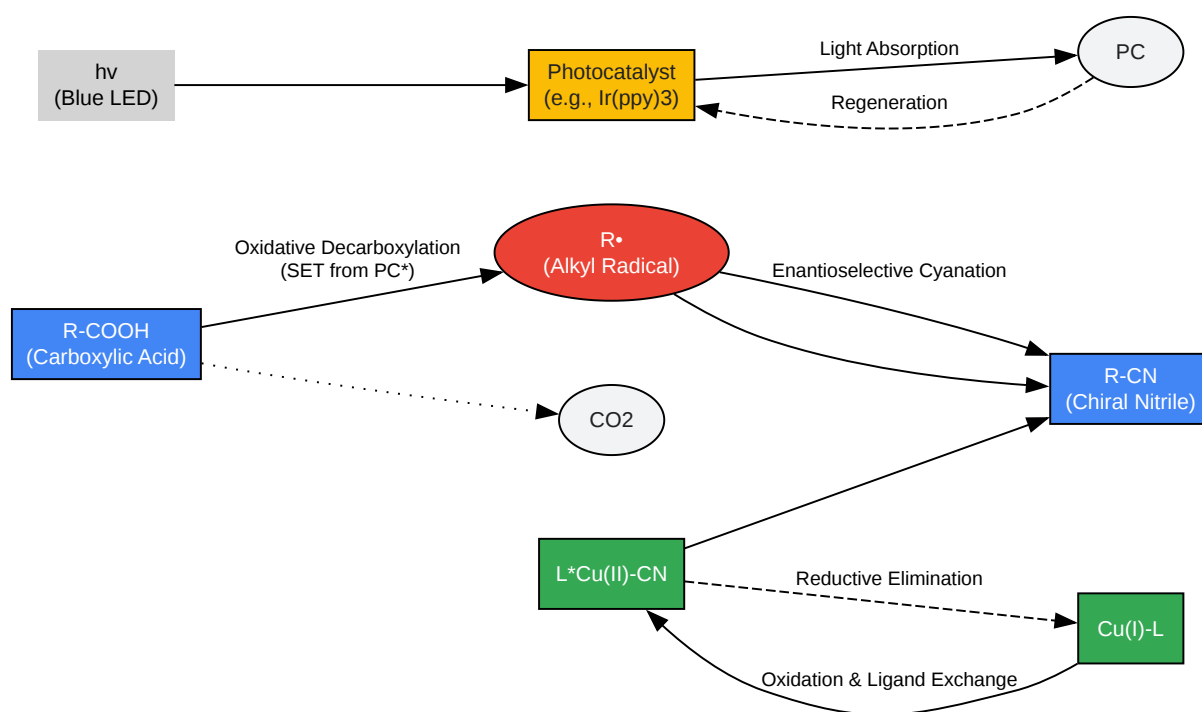 hv
(Blue LED)
Photocatalyst
(e.g., Ir(ppy)3)
Light Absorption
PC
Regeneration
Oxidative Decarboxylation
(SET from PC*)
R•
(Alkyl Radical)
Enantioselective Cyanation
R-COOH
(Carboxylic Acid)
R-CN
(Chiral Nitrile)
CO2
L*Cu(II)-CN
Reductive Elimination
Cu(I)-L
Oxidation & Ligand Exchange